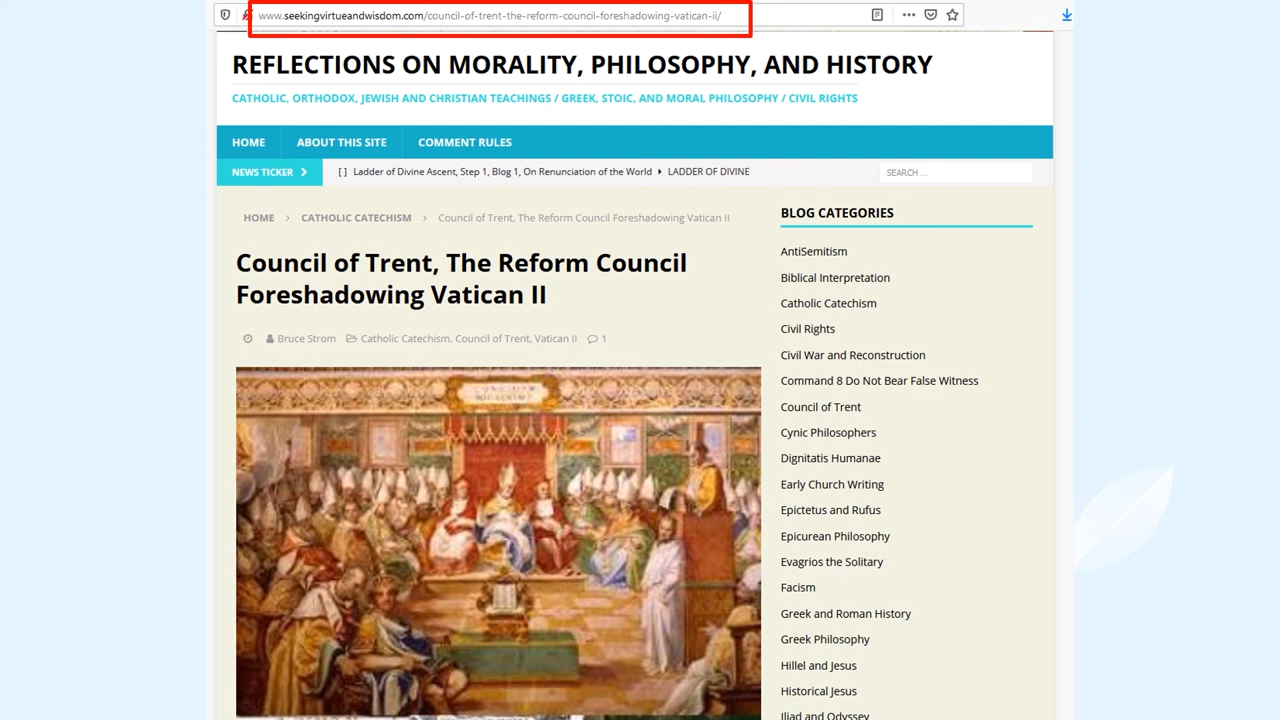 www.seekingvirtueandwisdom.com/council-of-trent-the-reform-council-foreshadowing-vatican-ii/
REFLECTIONS ON MORALITY, PHILOSOPHY, AND HISTORY
CATHOLIC, ORTHODOX, JEWISH AND CHRISTIAN TEACHINGS / GREEK, STOIC, AND MORAL PHILOSOPHY / CIVIL RIGHTS
HOME ABOUT THIS SITE COMMENT RULES
NEWS TICKER [ ] Ladder of Divine Ascent, Step 1, Blog 1, On Renunciation of the World LADDER OF DIVINE SEARCH ...
HOME > CATHOLIC CATECHISM > Council of Trent, The Reform Council Foreshadowing Vatican II
Council of Trent, The Reform Council
Foreshadowing Vatican II
Bruce Strom Catholic Catechism, Council of Trent, Vatican II 1
BLOG CATEGORIES
AntiSemitism
Biblical Interpretation
Catholic Catechism
Civil Rights
Civil War and Reconstruction
Command 8 Do Not Bear False Witness
Council of Trent
Cynic Philosophers
Dignitatis Humanae
Early Church Writing
Epictetus and Rufus
Epicurean Philosophy
Evagrios the Solitary
Facism
Greek and Roman History
Greek Philosophy
Hillel and Jesus
Historical Jesus
Iliad and Odyssey